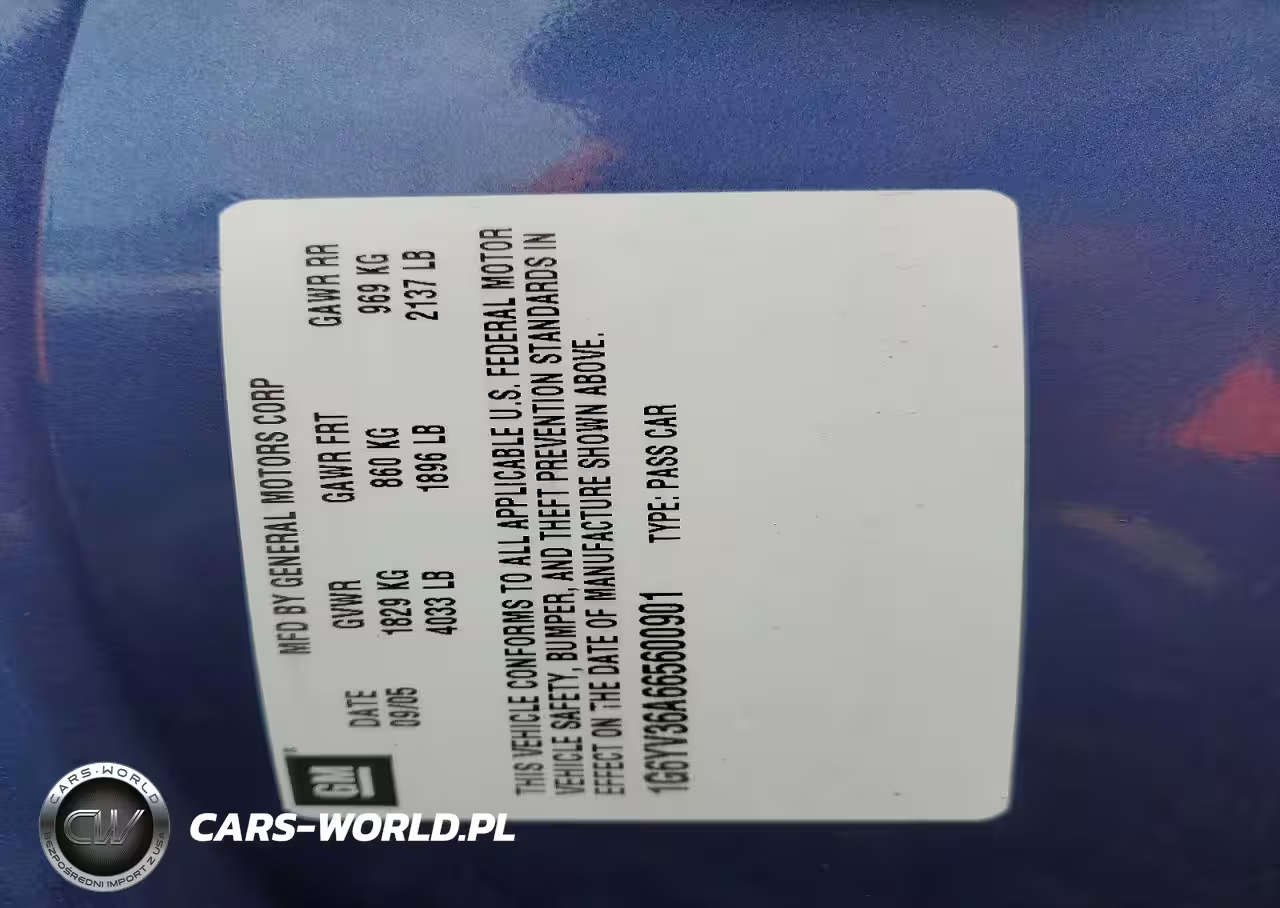 GM
MFD BY GENERAL MOTORS CORP
DATE GVWR GAWR FRT GAWR RR
09/05 1829 KG 860 KG 969 KG
4033 LB 1896 LB 2137 LB
THIS VEHICLE CONFORMS TO ALL APPLICABLE U.S. FEDERAL MOTOR
VEHICLE SAFETY, BUMPER, AND THEFT PREVENTION STANDARDS IN
EFFECT ON THE DATE OF MANUFACTURE SHOWN ABOVE.
1G6YV36A665600901 TYPE: PASS CAR
CARS-WORLD
CW
BEZPOŚREDNI IMPORT Z USA
CARS-WORLD.PL